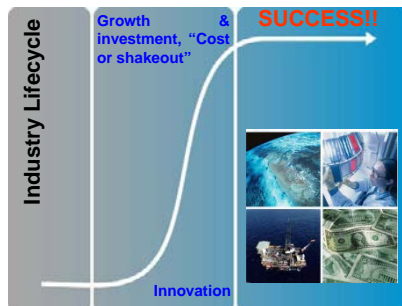 Industry Lifecycle
Growth &
investment, “Cost
or shakeout”
SUCCESS!!
Innovation